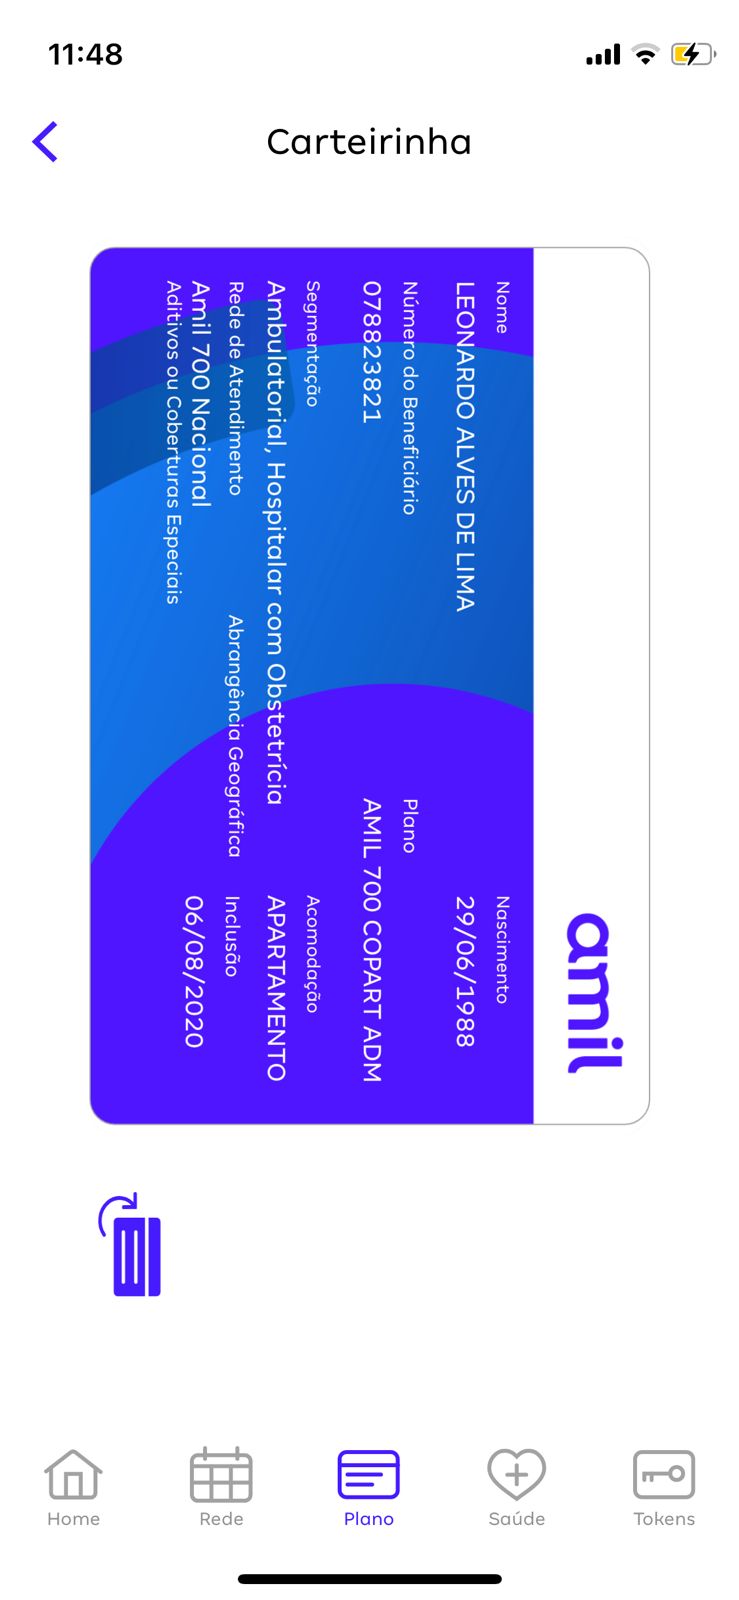 11:48
Carteirinha
amil
Nome
Nascimento
LEONARDO ALVES DE LIMA
29/06/1988
Número do Beneficiário
Plano
078823821
AMIL 700 COPART ADM
Segmentação
Acomodação
Ambulatorial, Hospitalar com Obstetrícia
APARTAMENTO
Rede de Atendimento
Abrangência Geográfica
Inclusão
Amil 700 Nacional
06/08/2020
Aditivos ou Coberturas Especiais
Home
Rede
Plano
Saúde
Tokens